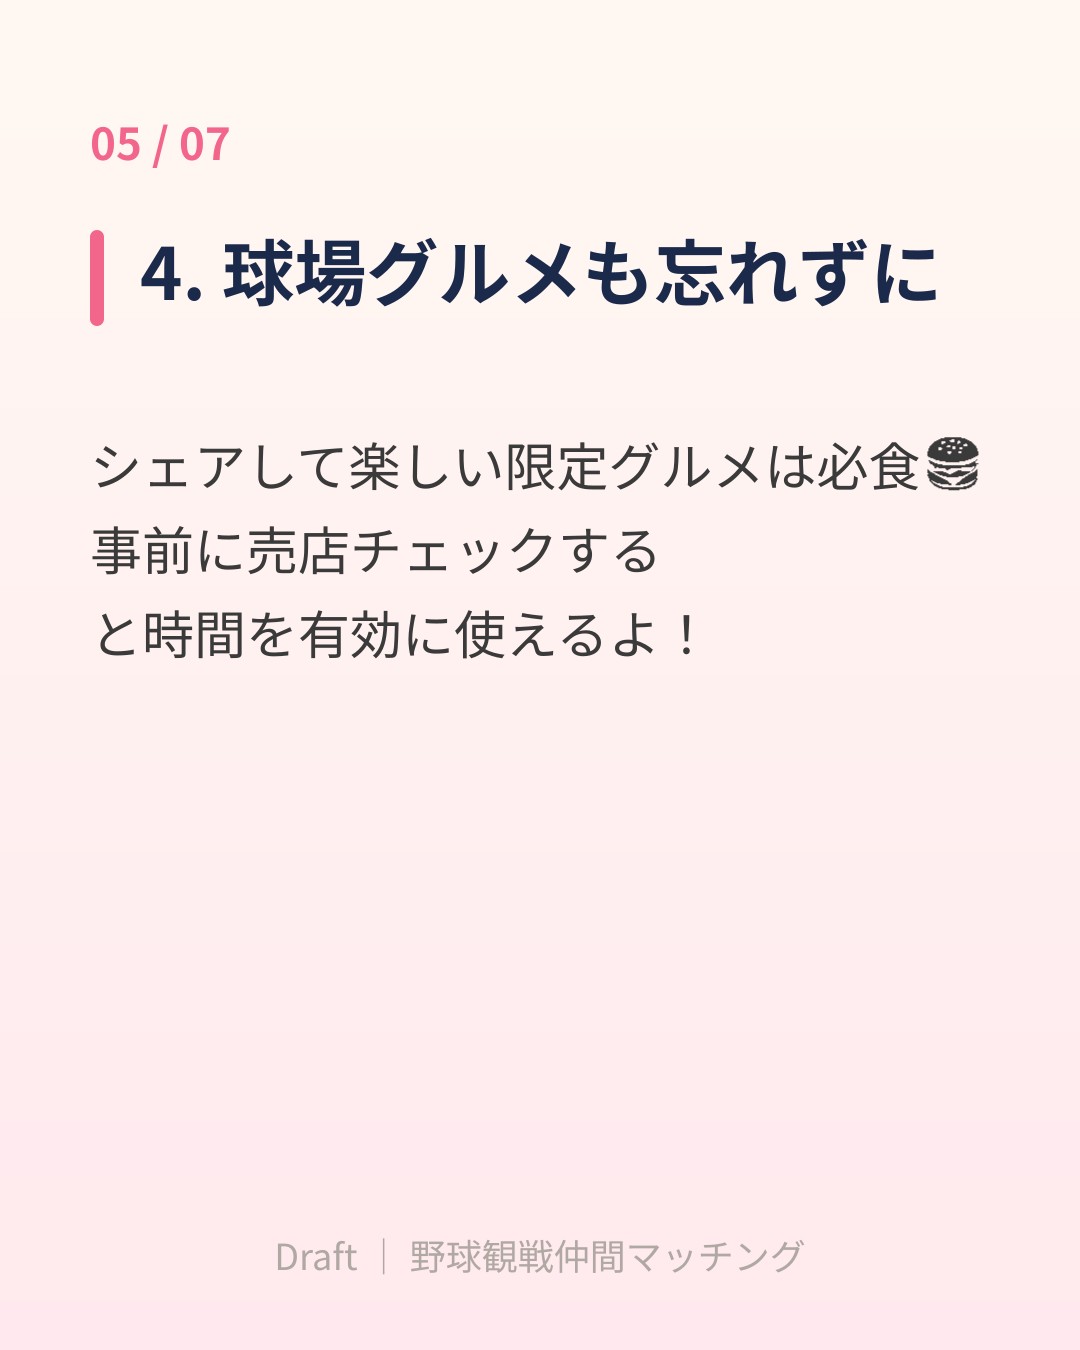 05 / 07
4. 球場グルメも忘れずに
シェアして楽しい限定グルメは必食🍔
事前に売店チェックする
と時間を有効に使えるよ！
Draft ｜ 野球観戦仲間マッチング